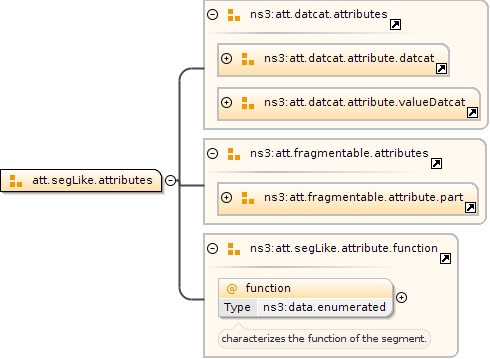 ns3:att.datcat.attributes
ns3:att.datcat.attribute.datcat
ns3:att.datcat.attribute.valueDatcat
ns3:att.fragmentable.attributes
att.segLike.attributes
ns3:att.fragmentable.attribute.part
ns3:att.segLike.attribute.function
@ function
Type ns3:data.enumerated
characterizes the function of the segment.